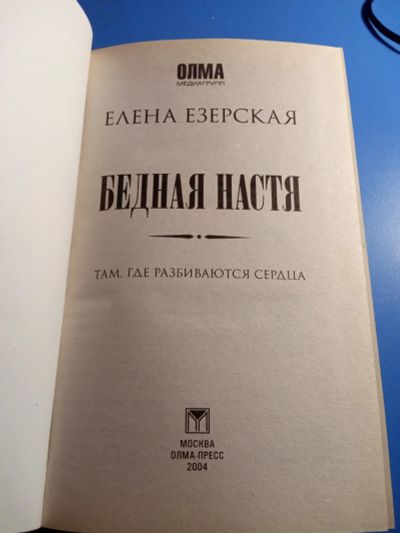 ОЛМА
МЕДИАГРУПП
ЕЛЕНА ЕЗЕРСКАЯ
БЕДНАЯ НАСТЯ
ТАМ, ГДЕ РАЗБИВАЮТСЯ СЕРДЦА
МОСКВА
ОЛМА-ПРЕСС
2004